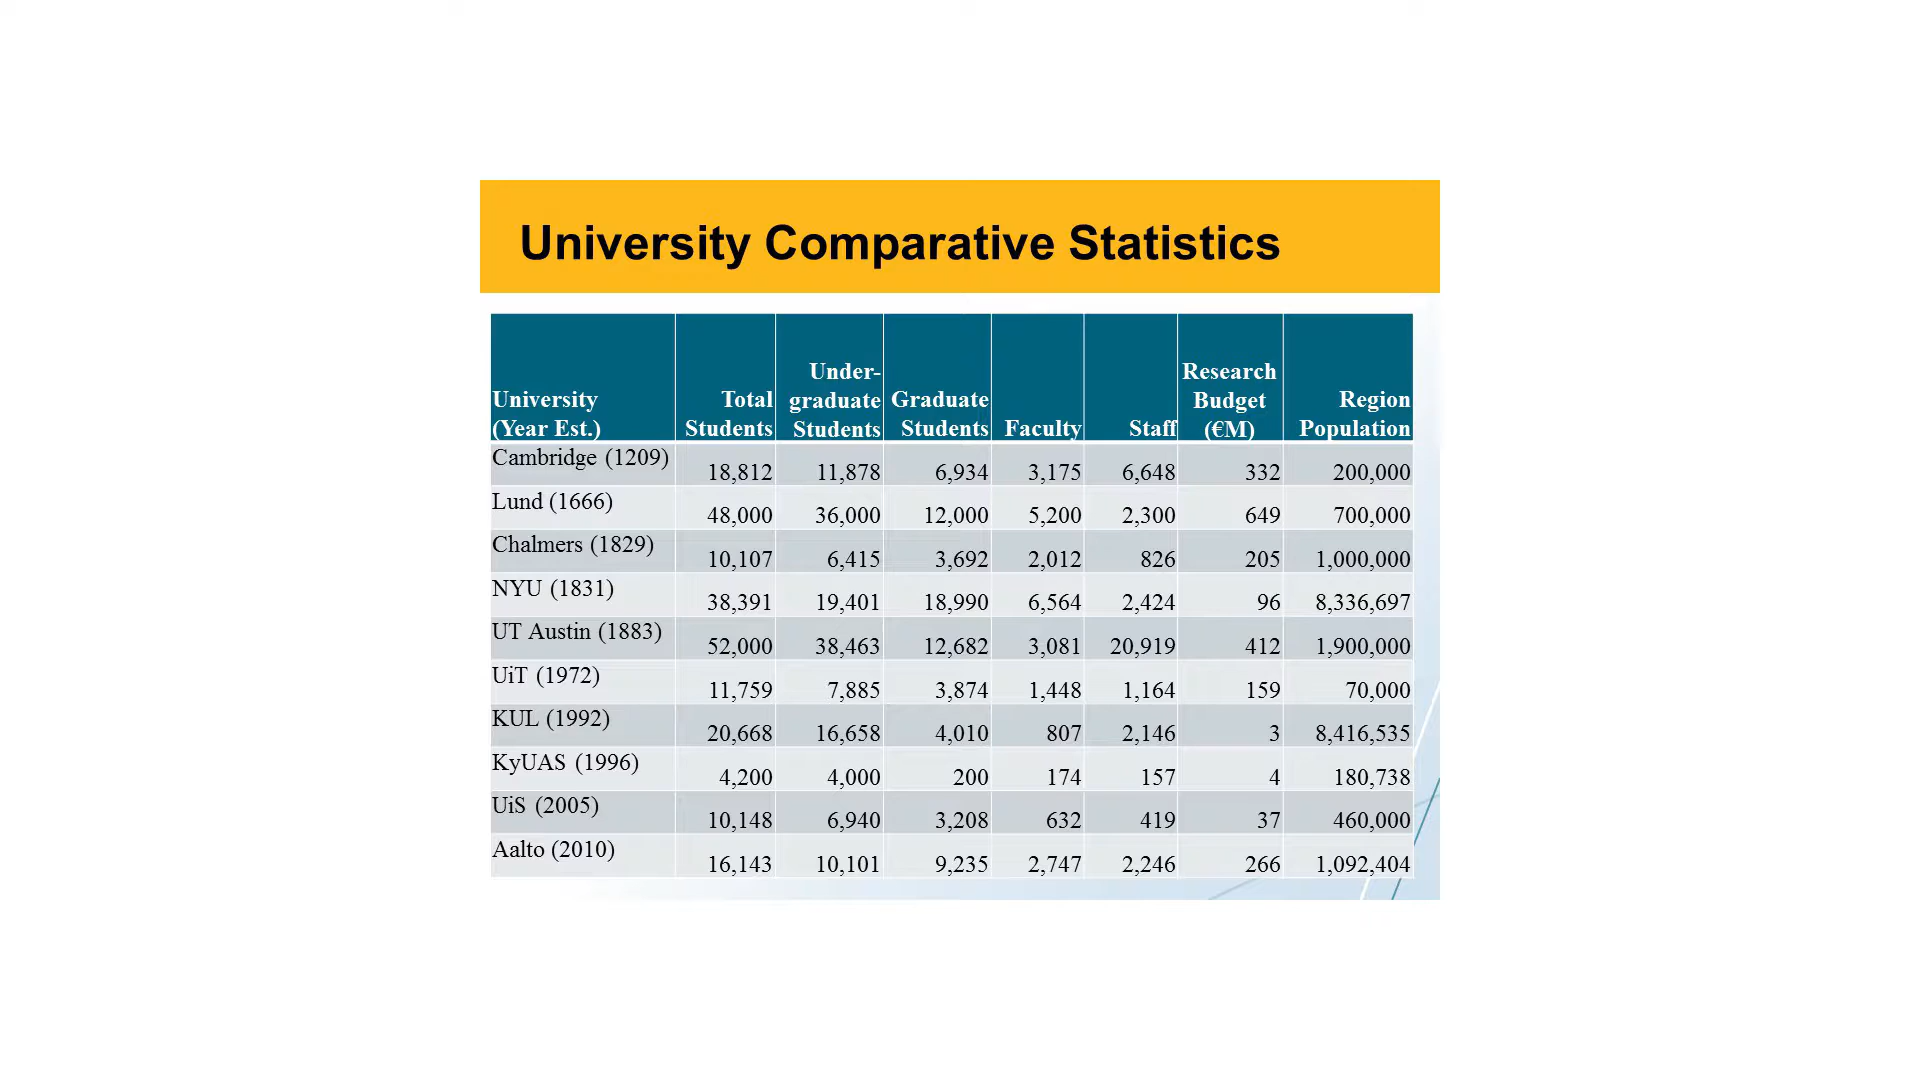 University Comparative Statistics
University (Year Est.) Total Students Under-graduate Students Graduate Students Faculty Staff Research Budget (€M) Region Population
Cambridge (1209) 18,812 11,878 6,934 3,175 6,648 332 200,000
Lund (1666) 48,000 36,000 12,000 5,200 2,300 649 700,000
Chalmers (1829) 10,107 6,415 3,692 2,012 826 205 1,000,000
NYU (1831) 38,391 19,401 18,990 6,564 2,424 96 8,336,697
UT Austin (1883) 52,000 38,463 12,682 3,081 20,919 412 1,900,000
UiT (1972) 11,759 7,885 3,874 1,448 1,164 159 70,000
KUL (1992) 20,668 16,658 4,010 807 2,146 3 8,416,535
KyUAS (1996) 4,200 4,000 200 174 157 4 180,738
UiS (2005) 10,148 6,940 3,208 632 419 37 460,000
Aalto (2010) 16,143 10,101 9,235 2,747 2,246 266 1,092,404